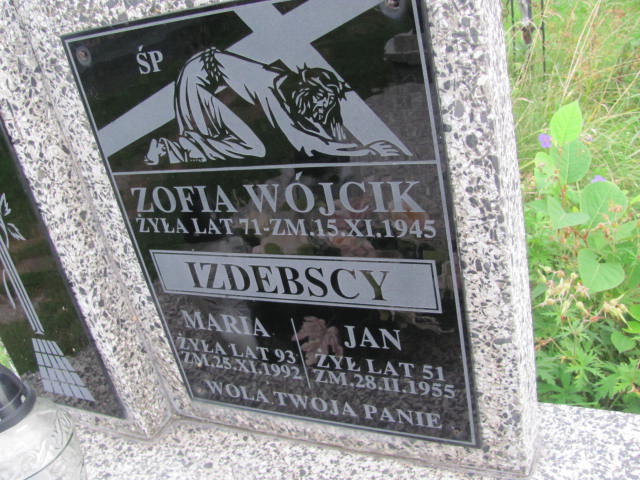 ŚP
ZOFIA WÓJCIK
ŻYŁA LAT 71-ZM.15.XI.1945
IZDEBSCY
MARIA
ŻYŁA LAT 93
ZM.25.XI.1992
JAN
ŻYŁ LAT 51
ZM.28.II.1955
WOLA TWOJA PANIE